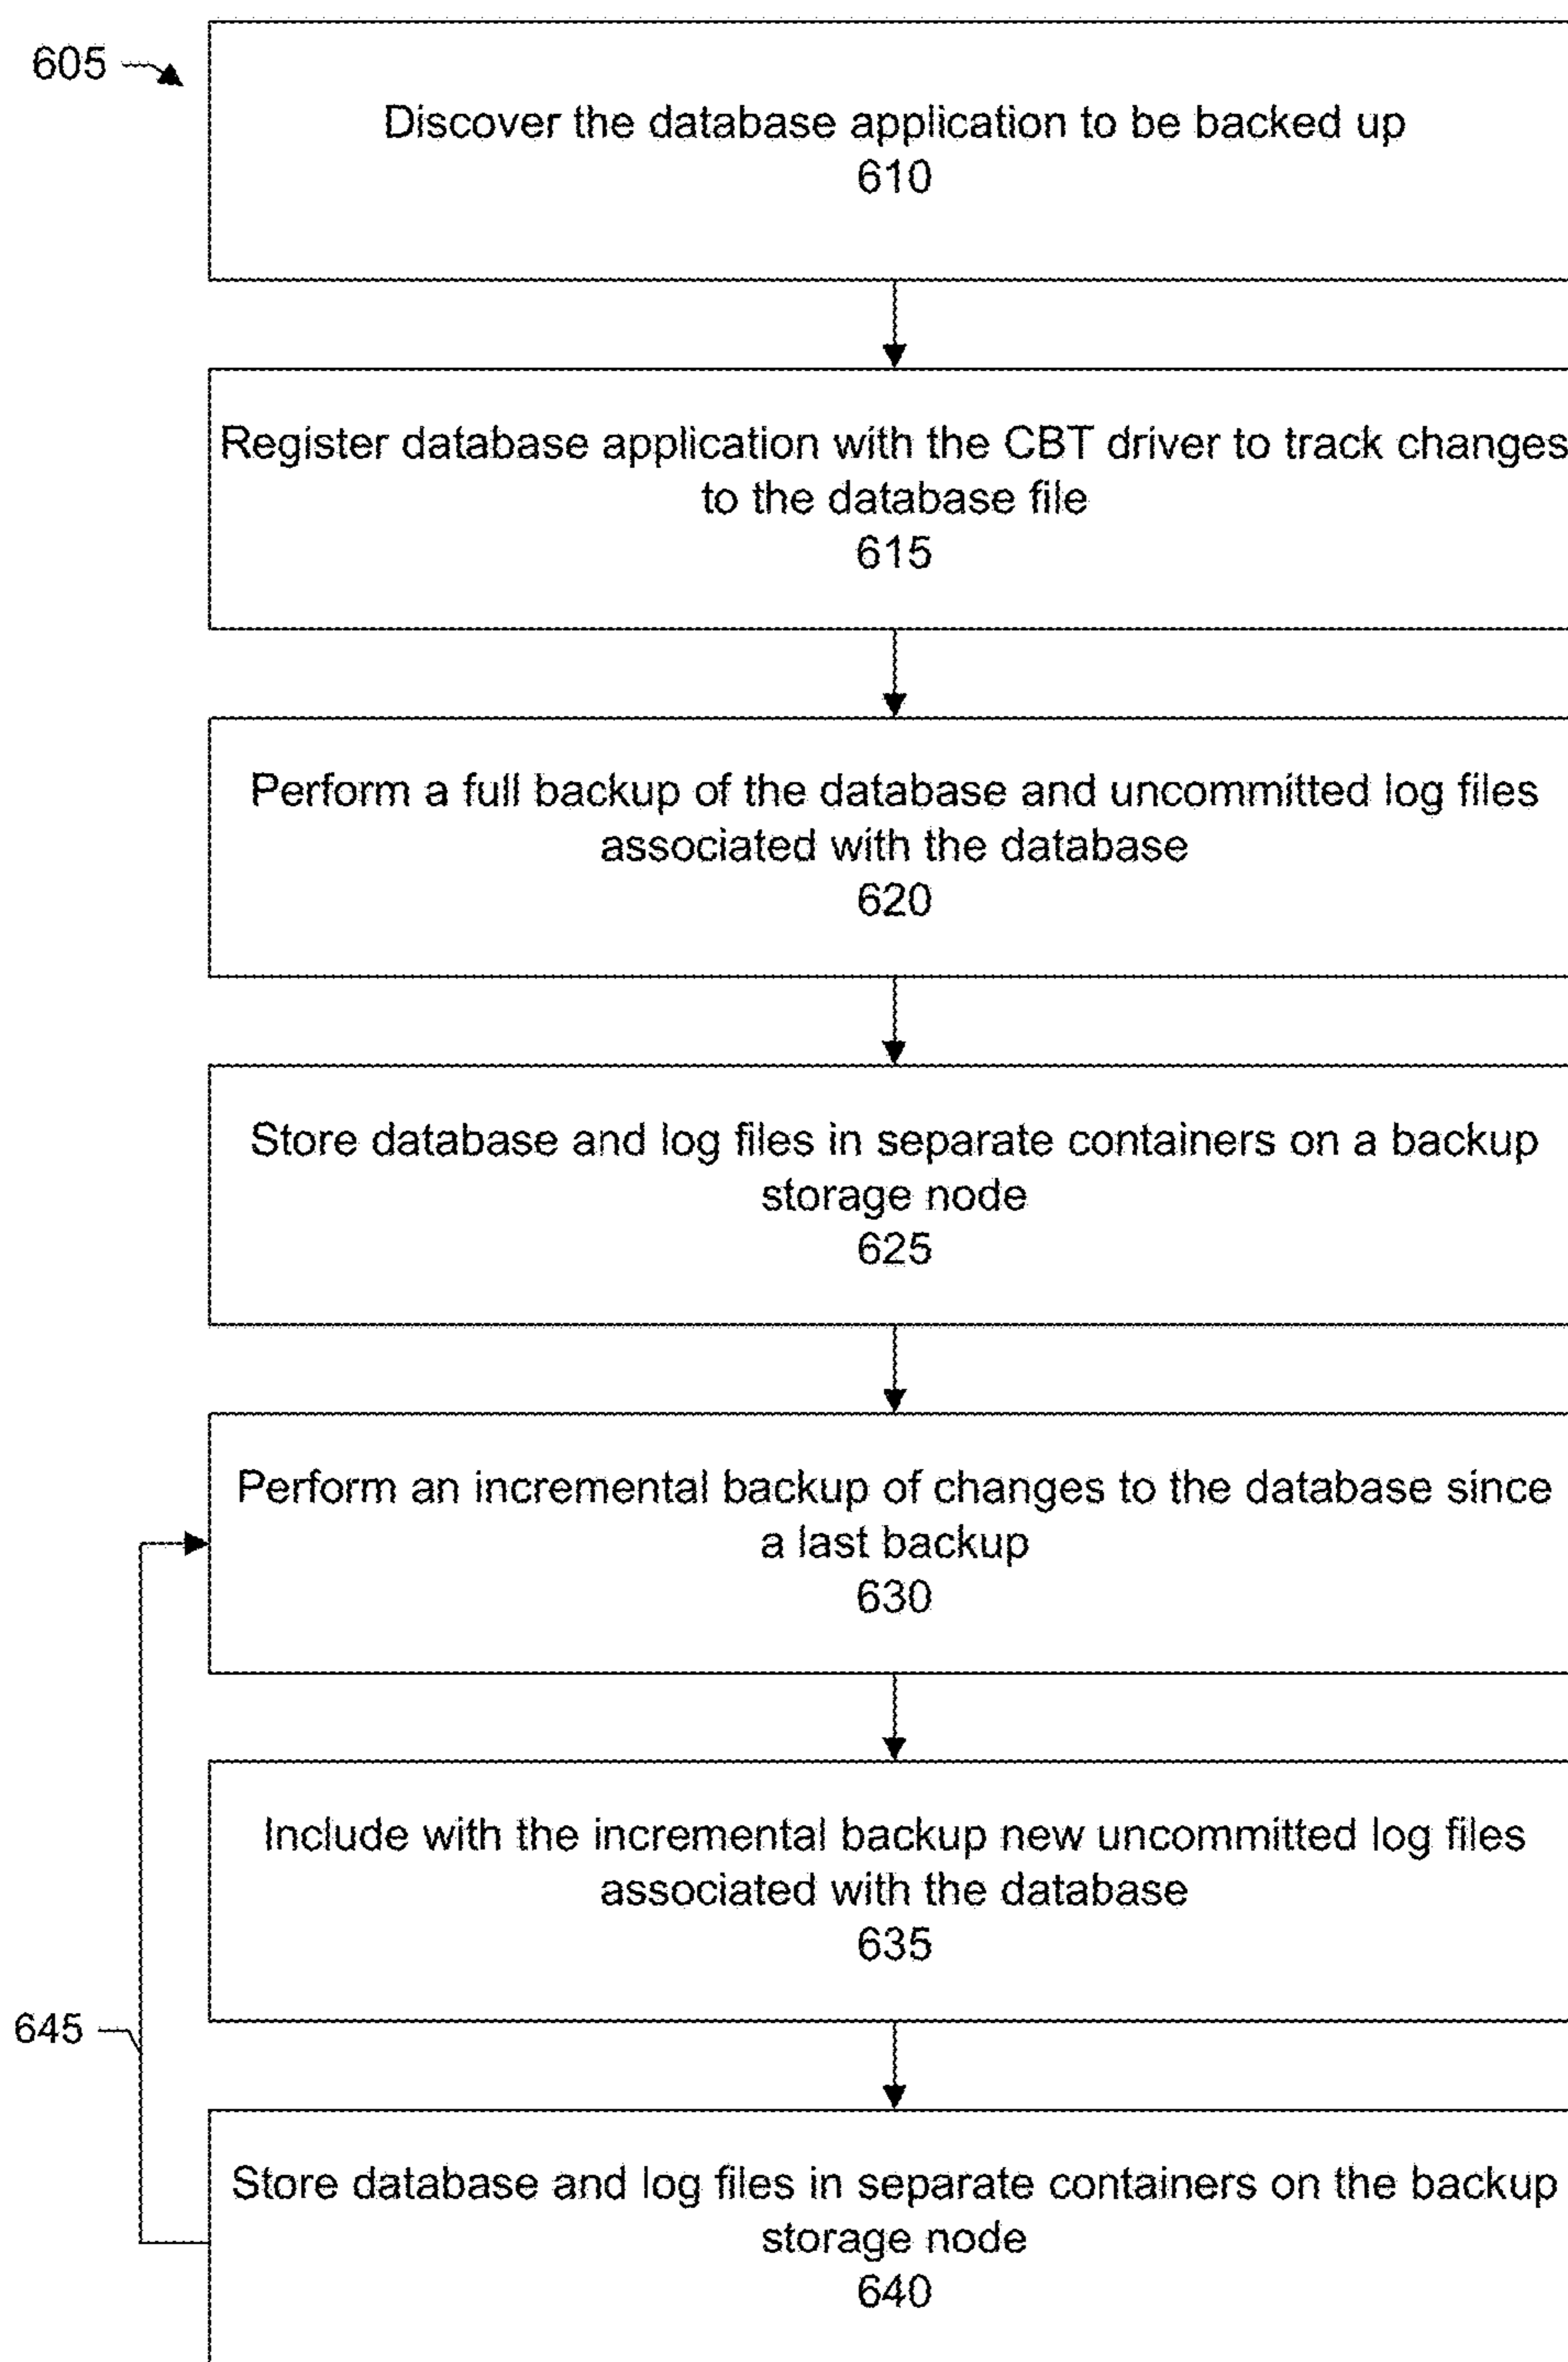 605
Discover the database application to be backed up
610
Register database application with the CBT driver to track changes
to the database file
615
Perform a full backup of the database and uncommitted log files
associated with the database
620
Store database and log files in separate containers on a backup
storage node
625
Perform an incremental backup of changes to the database since
a last backup
630
Include with the incremental backup new uncommitted log files
associated with the database
635
645
Store database and log files in separate containers on the backup
storage node
640